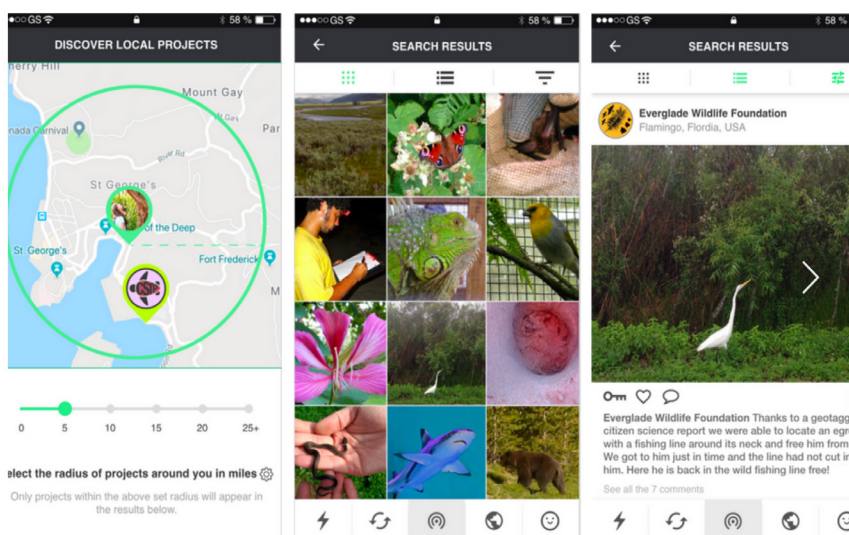 GS
58 %
DISCOVER LOCAL PROJECTS
herry Hill
Mount Gay
W Gas
nada Carnival
Par
River Rd
St George's
of the Deep
St. George's
Fort Frederick
M
0
5
10
15
20
25+
elect the radius of projects around you in miles
Only projects within the above set radius will appear in
the results below.
GS
58 %
SEARCH RESULTS
GS
58 %
SEARCH RESULTS
Everglade Wildlife Foundation
Flamingo, Flordia, USA
Everglade Wildlife Foundation Thanks to a geotagg
citizen science report we were able to locate an egre
with a fishing line around its neck and free him from
We got to him just in time and the line had not cut in
him. Here he is back in the wild fishing line free!
See all the 7 comments